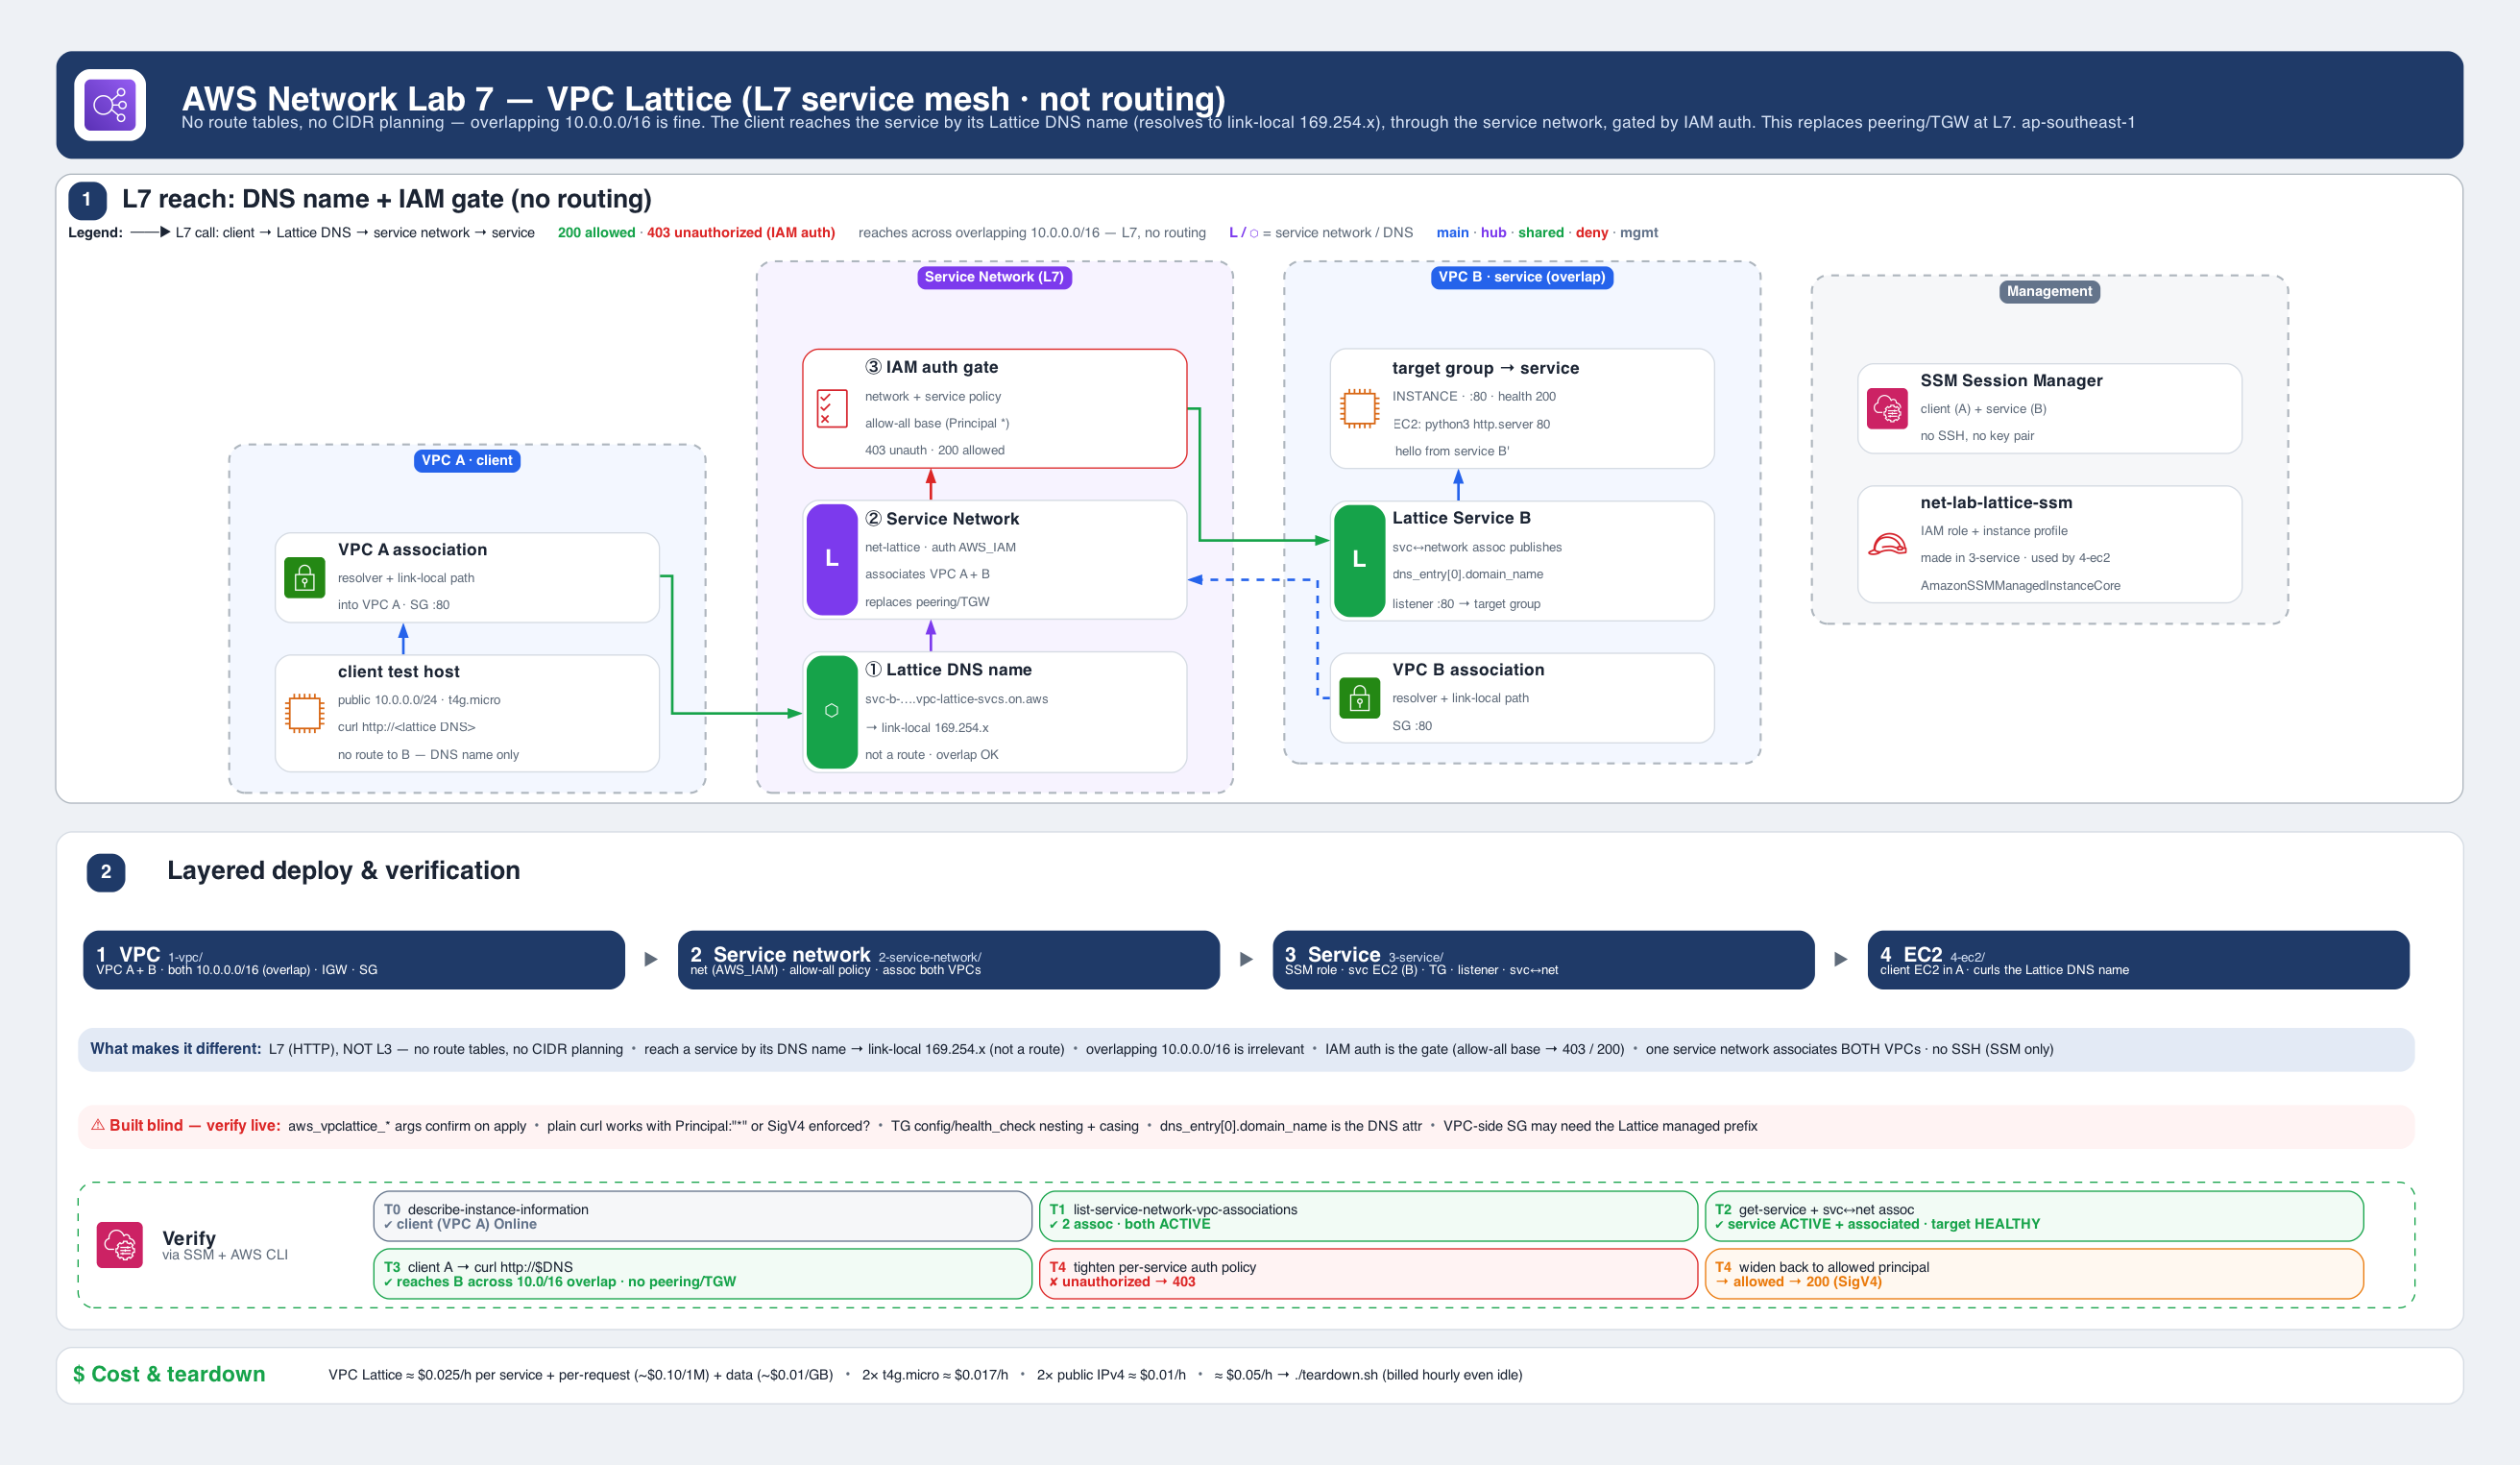 AWS Network Lab 7 — VPC Lattice (L7 service mesh · not routing)
No route tables, no CIDR planning — overlapping 10.0.0.0/16 is fine. The client reaches the service by its Lattice DNS name (resolves to link-local 169.254.x), through the service network, gated by IAM auth. This replaces peering/TGW at L7. ap-southeast-1
1 L7 reach: DNS name + IAM gate (no routing)
Legend: ──▶ L7 call: client → Lattice DNS → service network → service 200 allowed · 403 unauthorized (IAM auth) reaches across overlapping 10.0.0.0/16 — L7, no routing L / ⬡ = service network / DNS main · hub · shared · deny · mgmt
VPC A · client
VPC A association
resolver + link-local path
into VPC A · SG :80
client test host
public 10.0.0.0/24 · t4g.micro
curl http://<lattice DNS>
no route to B — DNS name only
Service Network (L7)
③ IAM auth gate
network + service policy
allow-all base (Principal *)
403 unauth · 200 allowed
L
② Service Network
net-lattice · auth AWS_IAM
associates VPC A + B
replaces peering/TGW
⬡
① Lattice DNS name
svc-b-....vpc-lattice-svcs.on.aws
→ link-local 169.254.x
not a route · overlap OK
VPC B · service (overlap)
target group → service
INSTANCE · :80 · health 200
EC2: python3 http.server 80
'hello from service B'
L
Lattice Service B
svc↔network assoc publishes
dns_entry[0].domain_name
listener :80 → target group
VPC B association
resolver + link-local path
SG :80
Management
SSM Session Manager
client (A) + service (B)
no SSH, no key pair
net-lab-lattice-ssm
IAM role + instance profile
made in 3-service · used by 4-ec2
AmazonSSMManagedInstanceCore
2 Layered deploy & verification
1 VPC 1-vpc/
VPC A + B · both 10.0.0.0/16 (overlap) · IGW · SG
▶
2 Service network 2-service-network/
net (AWS_IAM) · allow-all policy · assoc both VPCs
▶
3 Service 3-service/
SSM role · svc EC2 (B) · TG · listener · svc↔net
▶
4 EC2 4-ec2/
client EC2 in A · curls the Lattice DNS name
What makes it different: L7 (HTTP), NOT L3 — no route tables, no CIDR planning • reach a service by its DNS name → link-local 169.254.x (not a route) • overlapping 10.0.0.0/16 is irrelevant • IAM auth is the gate (allow-all base → 403 / 200) • one service network associates BOTH VPCs · no SSH (SSM only)
⚠ Built blind — verify live: aws_vpclattice_* args confirm on apply • plain curl works with Principal:"*" or SigV4 enforced? • TG config/health_check nesting + casing • dns_entry[0].domain_name is the DNS attr • VPC-side SG may need the Lattice managed prefix
Verify
via SSM + AWS CLI
T0 describe-instance-information
✔ client (VPC A) Online
T1 list-service-network-vpc-associations
✔ 2 assoc · both ACTIVE
T2 get-service + svc↔net assoc
✔ service ACTIVE + associated · target HEALTHY
T3 client A → curl http://$DNS
✔ reaches B across 10.0/16 overlap · no peering/TGW
T4 tighten per-service auth policy
✘ unauthorized → 403
T4 widen back to allowed principal
→ allowed → 200 (SigV4)
$ Cost & teardown
VPC Lattice ≈ $0.025/h per service + per-request (~$0.10/1M) + data (~$0.01/GB) • 2× t4g.micro ≈ $0.017/h • 2× public IPv4 ≈ $0.01/h • ≈ $0.05/h → ./teardown.sh (billed hourly even idle)